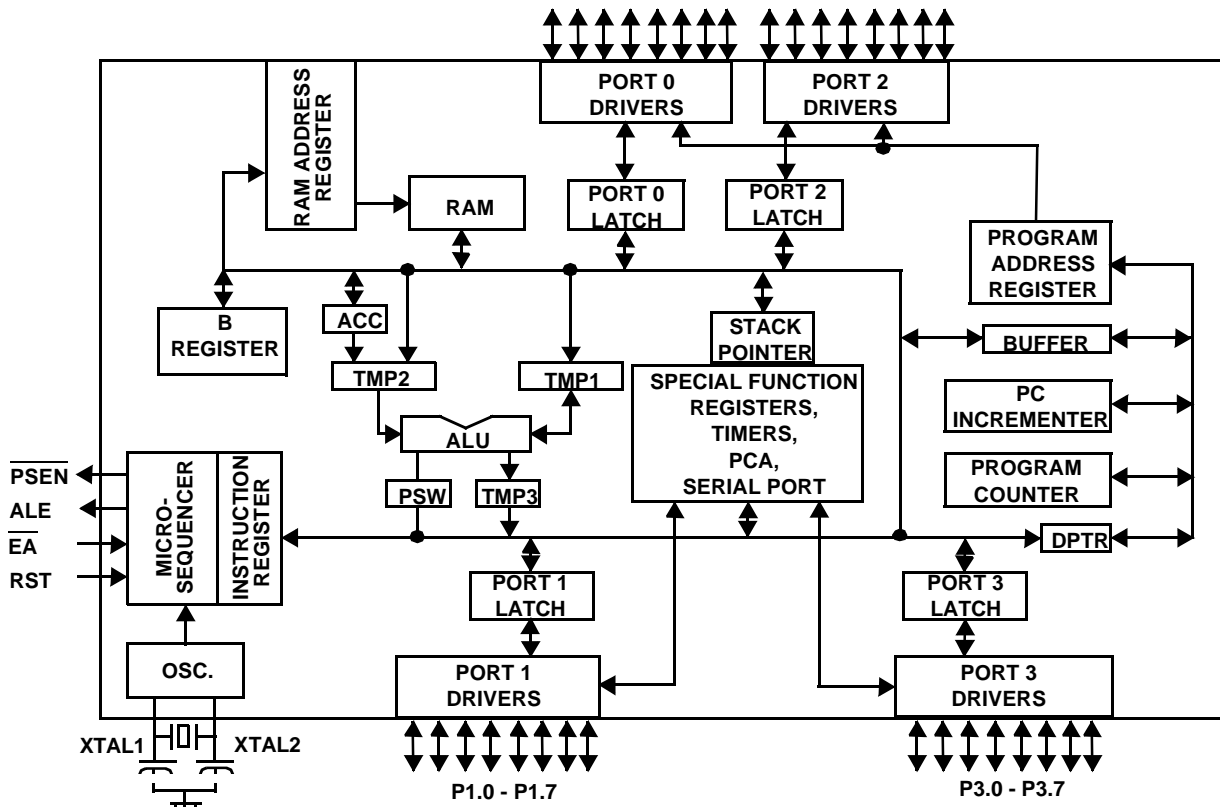 PORT 0
DRIVERS
PORT 2
DRIVERS
RAM ADDRESS
REGISTER
RAM
PORT 0
LATCH
PORT 2
LATCH
PROGRAM
ADDRESS
REGISTER
B
REGISTER
ACC
STACK
POINTER
BUFFER
TMP2
TMP1
SPECIAL FUNCTION
REGISTERS,
TIMERS,
PCA,
SERIAL PORT
PC
INCREMENTER
ALU
PSEN
ALE
EA
RST
MICRO-
SEQUENCER
INSTRUCTION
REGISTER
PSW
TMP3
PROGRAM
COUNTER
DPTR
PORT 1
LATCH
PORT 3
LATCH
OSC.
PORT 1
DRIVERS
PORT 3
DRIVERS
XTAL1
XTAL2
P1.0 - P1.7
P3.0 - P3.7